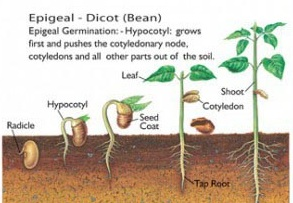 Epigeal - Dicot (Bean)
Epigeal Germination: - Hypocotyl: grows
first and pushes the cotyledonary node,
cotyledons and all other parts out of the soil.
Leaf
Shoot
Cotyledon
Hypocotyl
Seed
Coat
Radicle
Tap Root